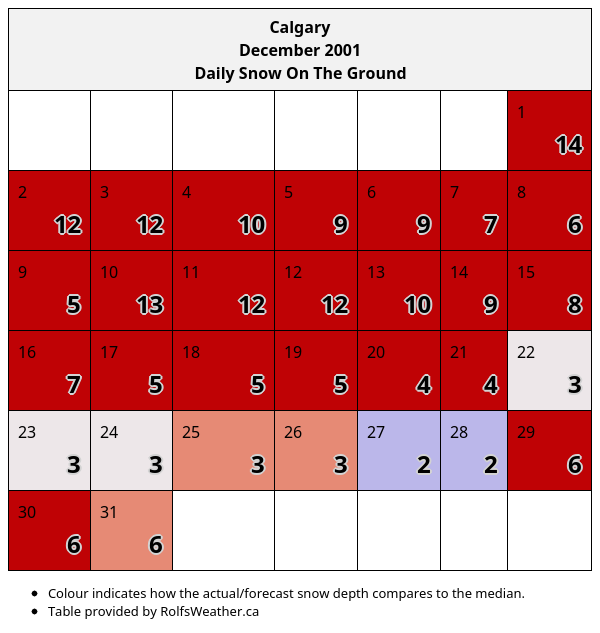 Calgary
December 2001
Daily Snow On The Ground
1
14
2 3 4 5 6 7 8
12 12 10 9 9 7 6
9 10 11 12 13 14 15
5 13 12 12 10 9 8
16 17 18 19 20 21 22
7 5 5 5 4 4 3
23 24 25 26 27 28 29
3 3 3 3 2 2 6
30 31
6 6
• Colour indicates how the actual/forecast snow depth compares to the median.
• Table provided by RolfsWeather.ca